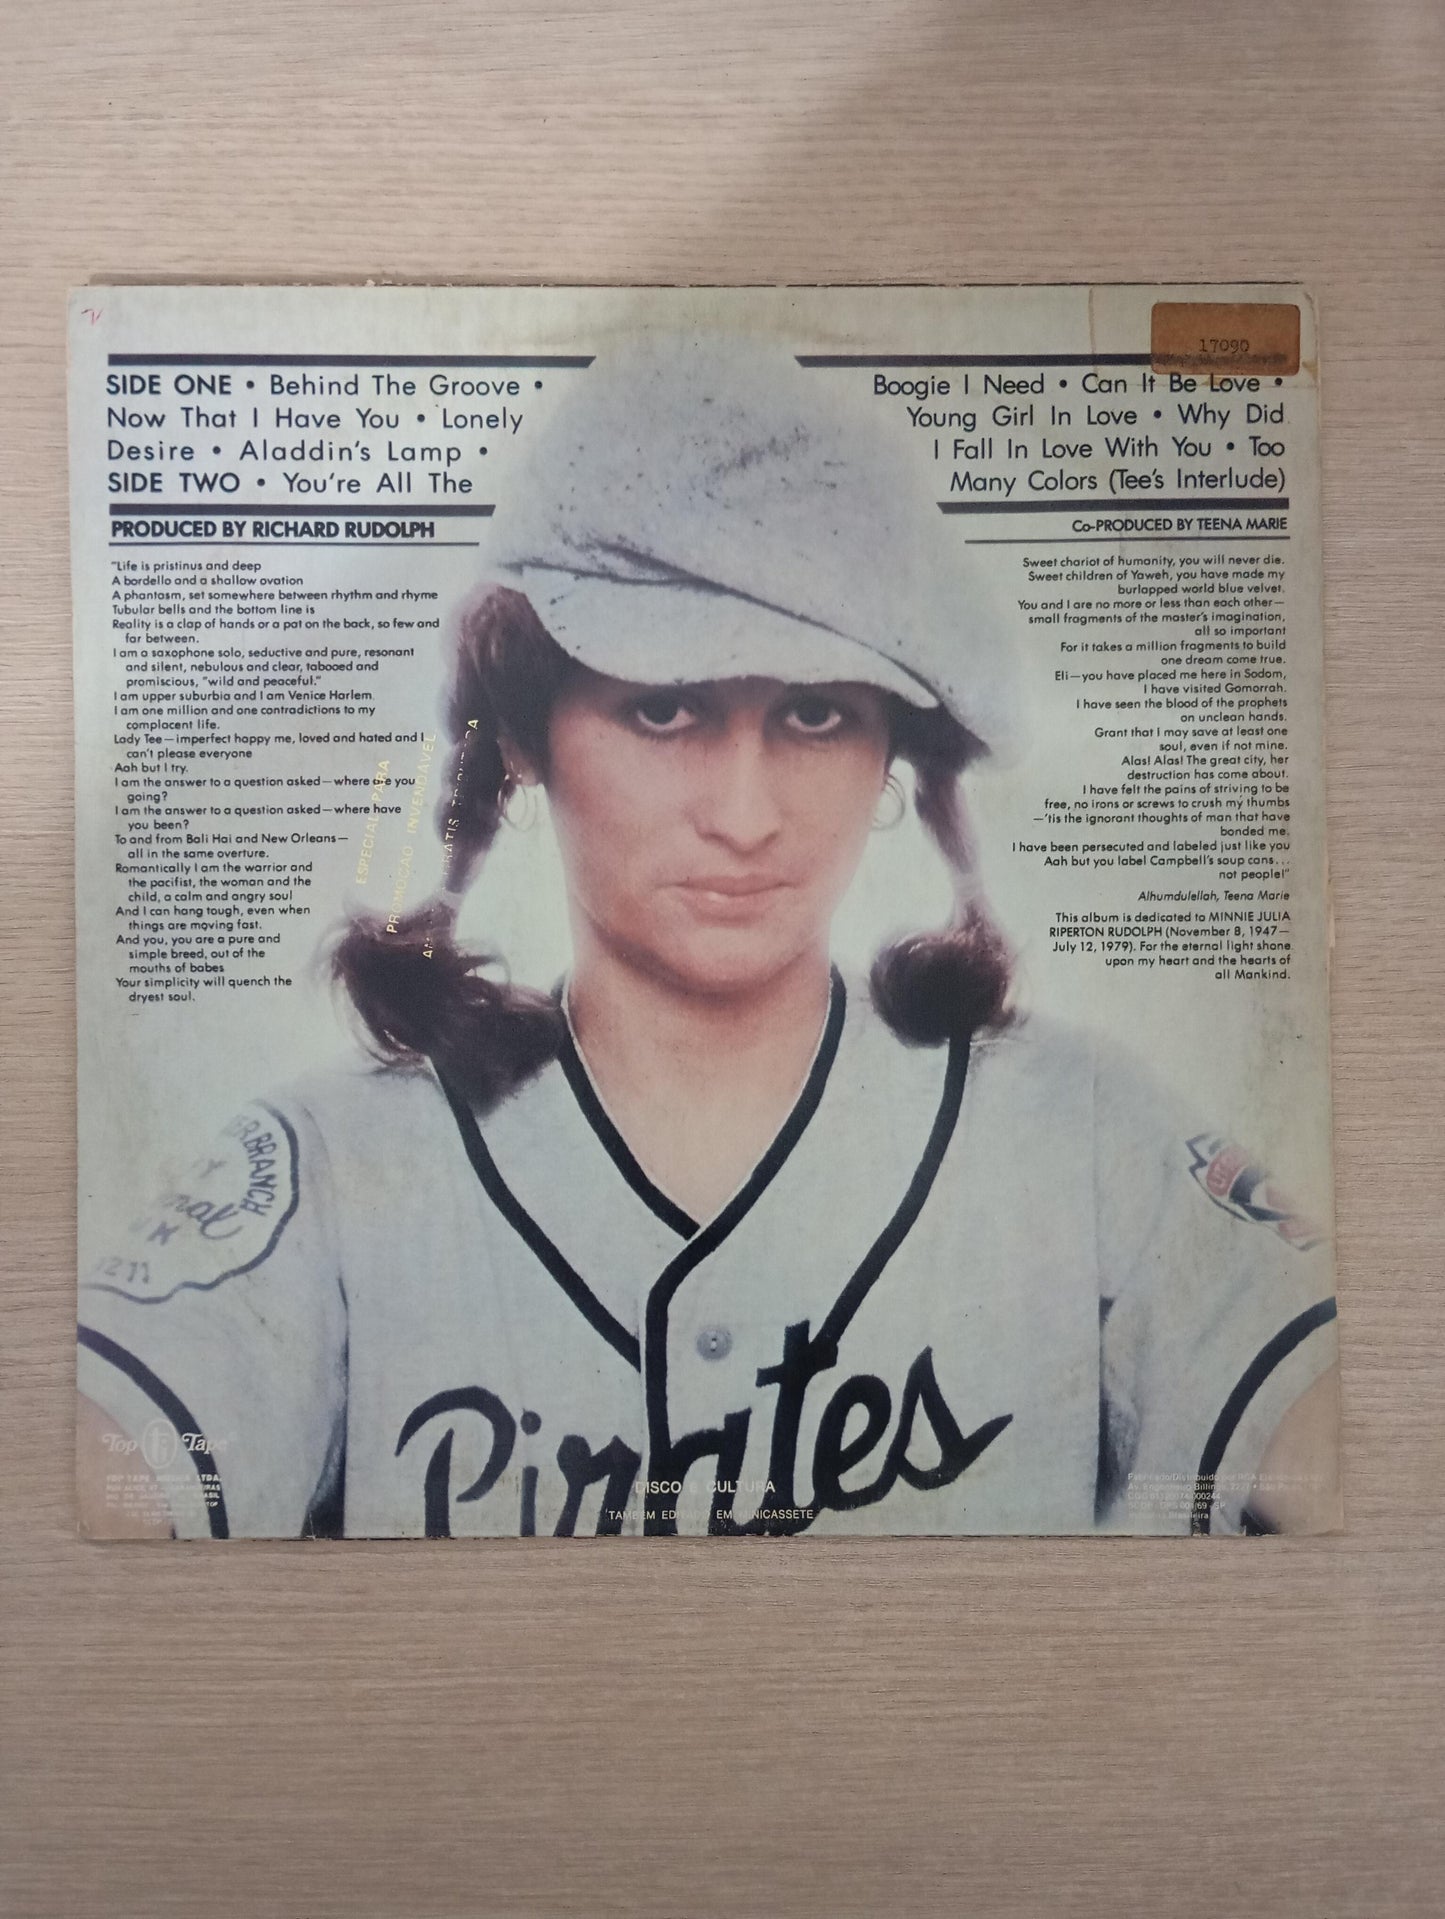 17090
SIDE ONE • Behind The Groove •
Now That I Have You • Lonely
Desire • Aladdin's Lamp •
SIDE TWO • You're All The
Boogie I Need • Can It Be Love •
Young Girl In Love • Why Did
I Fall In Love With You • Too
Many Colors (Tee's Interlude)
PRODUCED BY RICHARD RUDOLPH
Co-PRODUCED BY TEENA MARIE
"Life is pristinus and deep
A bordello and a shallow ovation
A phantasm, set somewhere between rhythm and rhyme
Tubular bells and the bottom line is
Reality is a clap of hands or a pat on the back, so few and
far between.
I am a saxophone solo, seductive and pure, resonant
and silent, nebulous and clear, tabooed and
promiscious, "wild and peaceful."
I am upper suburbia and I am Venice Harlem.
I am one million and one contradictions to my
complacent life.
Lady Tee—imperfect happy me, loved and hated and I
can't please everyone
Aah but I try.
I am the answer to a question asked—where are you
going?
I am the answer to a question asked—where have
you been?
To and from Bali Hai and New Orleans—
all in the same overture.
Romantically I am the warrior and
the pacifist, the woman and the
child, a calm and angry soul
And I can hang tough, even when
things are moving fast.
And you, you are a pure and
simple breed, out of the
mouths of babes
Your simplicity will quench the
dryest soul.
Sweet chariot of humanity, you will never die.
Sweet children of Yaweh, you have made my
burlapped world blue velvet.
You and I are no more or less than each other—
small fragments of the master's imagination,
all so important
For it takes a million fragments to build
one dream come true.
Eli—you have placed me here in Sodom,
I have visited Gomorrah.
I have seen the blood of the prophets
on unclean hands.
Grant that I may save at least one
soul, even if not mine.
Alas! Alas! The great city, her
destruction has come about.
I have felt the pains of striving to be
free, no irons or screws to crush my thumbs
—'tis the ignorant thoughts of man that have
bonded me.
I have been persecuted and labeled just like you
Aah but you label Campbell's soup cans...
not people!"
Alhumdulellah, Teena Marie
This album is dedicated to MINNIE JULIA
RIPERTON RUDOLPH (November 8, 1947—
July 12, 1979). For the eternal light shone
upon my heart and the hearts of
all Mankind.
ESPECIAL PARA
PROMOÇÃO INVENDÁVEL
GRATIS
BRANCH
Pirates
Top Tape
TOP TAPE MUSICA LTDA.
DISCO É CULTURA
TAMBÉM EDITADO EM MINICASSETE
Fabricado/Distribuido por RCA
Av. Engenheiro Billings, 2227 • São